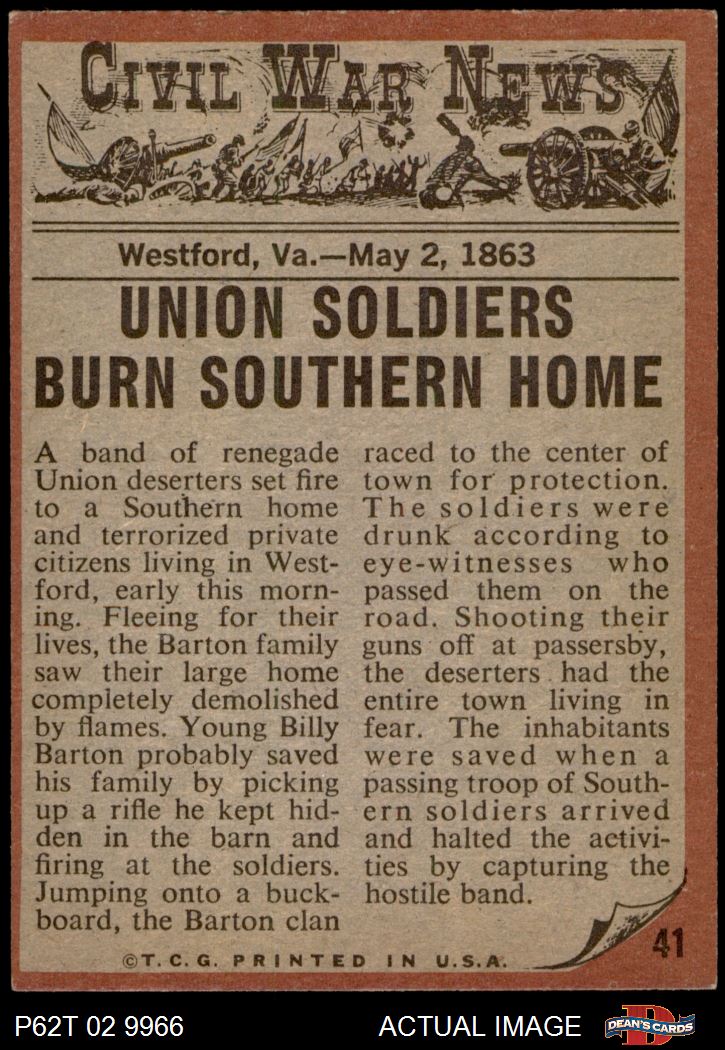 CIVIL WAR NEWS
Westford, Va.—May 2, 1863
UNION SOLDIERS
BURN SOUTHERN HOME
A band of renegade
Union deserters set fire
to a Southern home
and terrorized private
citizens living in West-
ford, early this morn-
ing. Fleeing for their
lives, the Barton family
saw their large home
completely demolished
by flames. Young Billy
Barton probably saved
his family by picking
up a rifle he kept hid-
den in the barn and
firing at the soldiers.
Jumping onto a buck-
board, the Barton clan
raced to the center of
town for protection.
The soldiers were
drunk according to
eye-witnesses who
passed them on the
road. Shooting their
guns off at passersby,
the deserters had the
entire town living in
fear. The inhabitants
were saved when a
passing troop of South-
ern soldiers arrived
and halted the activi-
ties by capturing the
hostile band.
41
©T.C.G. PRINTED IN U.S.A.
P62T 02 9966
ACTUAL IMAGE
D
DEAN'S CARDS